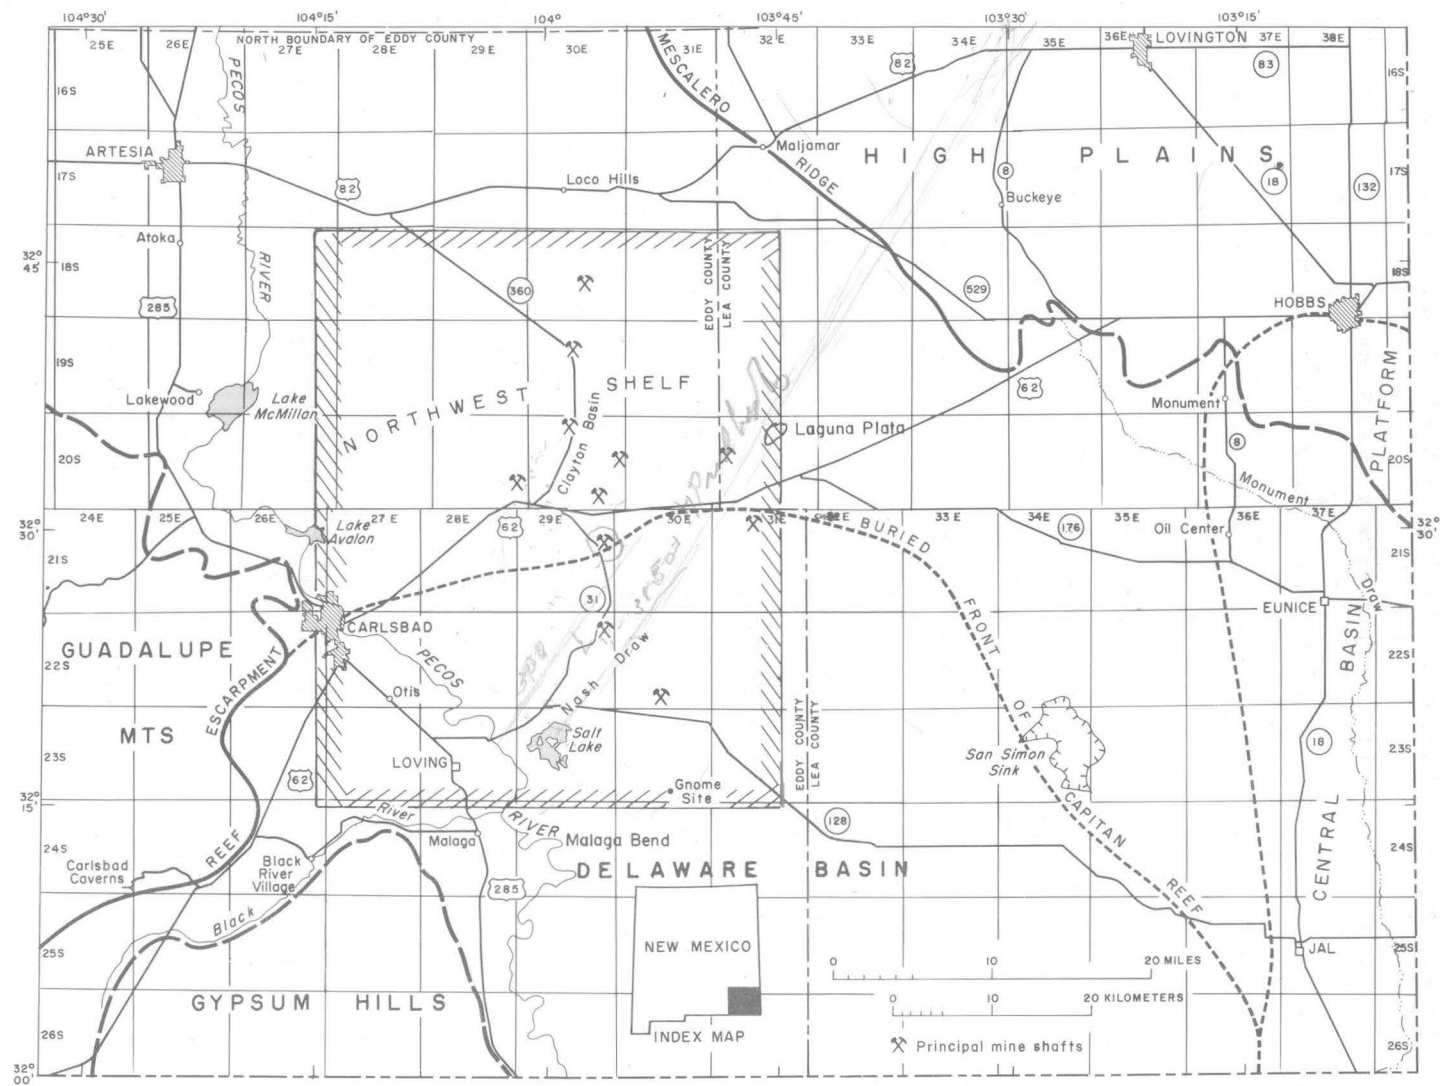 104°30' 104°15' 104° 103°45' 103°30' 103°15'
NORTH BOUNDARY OF EDDY COUNTY
25E 26E 27E 28E 29E 30E 31E 32E 33E 34E 35E 36E 37E 38E
LOVINGTON
82
83
16S 16S
PECOS
MESCALERO
RIDGE
ARTESIA
Maljamar
HIGH PLAINS
17S 17S
82
Loco Hills
8
18
132
Buckeye
Atoka
RIVER
32°
45'
18S 18S
EDDY COUNTY
LEA COUNTY
285
360
529
HOBBS
19S
NORTHWEST SHELF
62
Lakewood
Lake
McMillan
Clayton Basin
Monument
PLATFORM
Laguna Plata
8
20S 20S
Monument
24E 25E 26E 27E 28E 29E 30E 31E 32E 33E 34E 35E 36E 37E
32°
30'
32°
30'
Lake
Avalon
62
BURIED
176
Oil Center
21S 21S
31
FRONT
Draw
EUNICE
CARLSBAD
GUADALUPE
22S 22S
ESCARPMENT
PECOS
Nash Draw
BASIN
Otis
OF
MTS
EDDY COUNTY
LEA COUNTY
Salt
Lake
San Simon
Sink
18
23S 23S
LOVING
62
Gnome
Site
32°
15'
CAPITAN
River
RIVER
128
Malaga
Malaga Bend
REEF
24S 24S
Carlsbad
Caverns
Black
River
Village
DELAWARE BASIN
285
CENTRAL
REEF
Black
NEW MEXICO
25S 25S
JAL
0 10 20 MILES
GYPSUM HILLS
0 10 20 KILOMETERS
26S 26S
INDEX MAP
Principal mine shafts
32°
00'